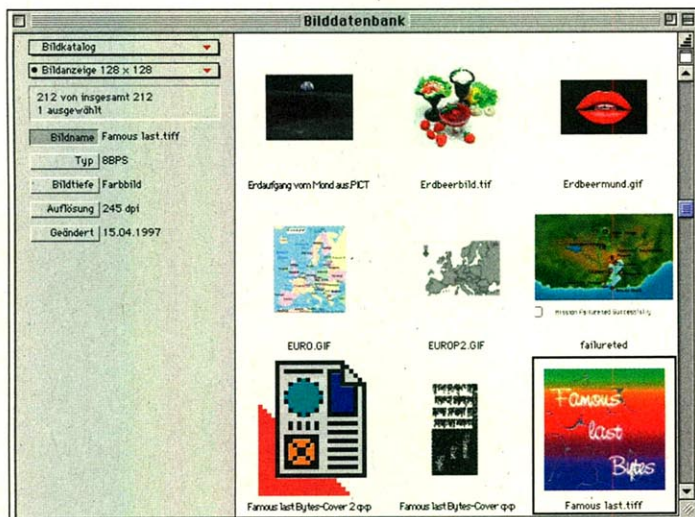 Bilddatenbank
Bildkatalog
Bildanzeige 128 x 128
212 von insgesamt 212
1 ausgewählt
Bildname Famous last.tiff
Typ 8BPS
Bildtiefe Farbbild
Auflösung 245 dpi
Geändert 15.04.1997
Erdaufgang vom Mond aus.PICT
Erdbeerbild.tif
Erdbeermund.gif
EURO.GIF
EUROP2.GIF
Mission Failureted Successfully
failureted
Famous
last
Bytes
Famous last Bytes-Cover 2 qxp
Famous last Bytes-Cover qxp
Famous last.tiff